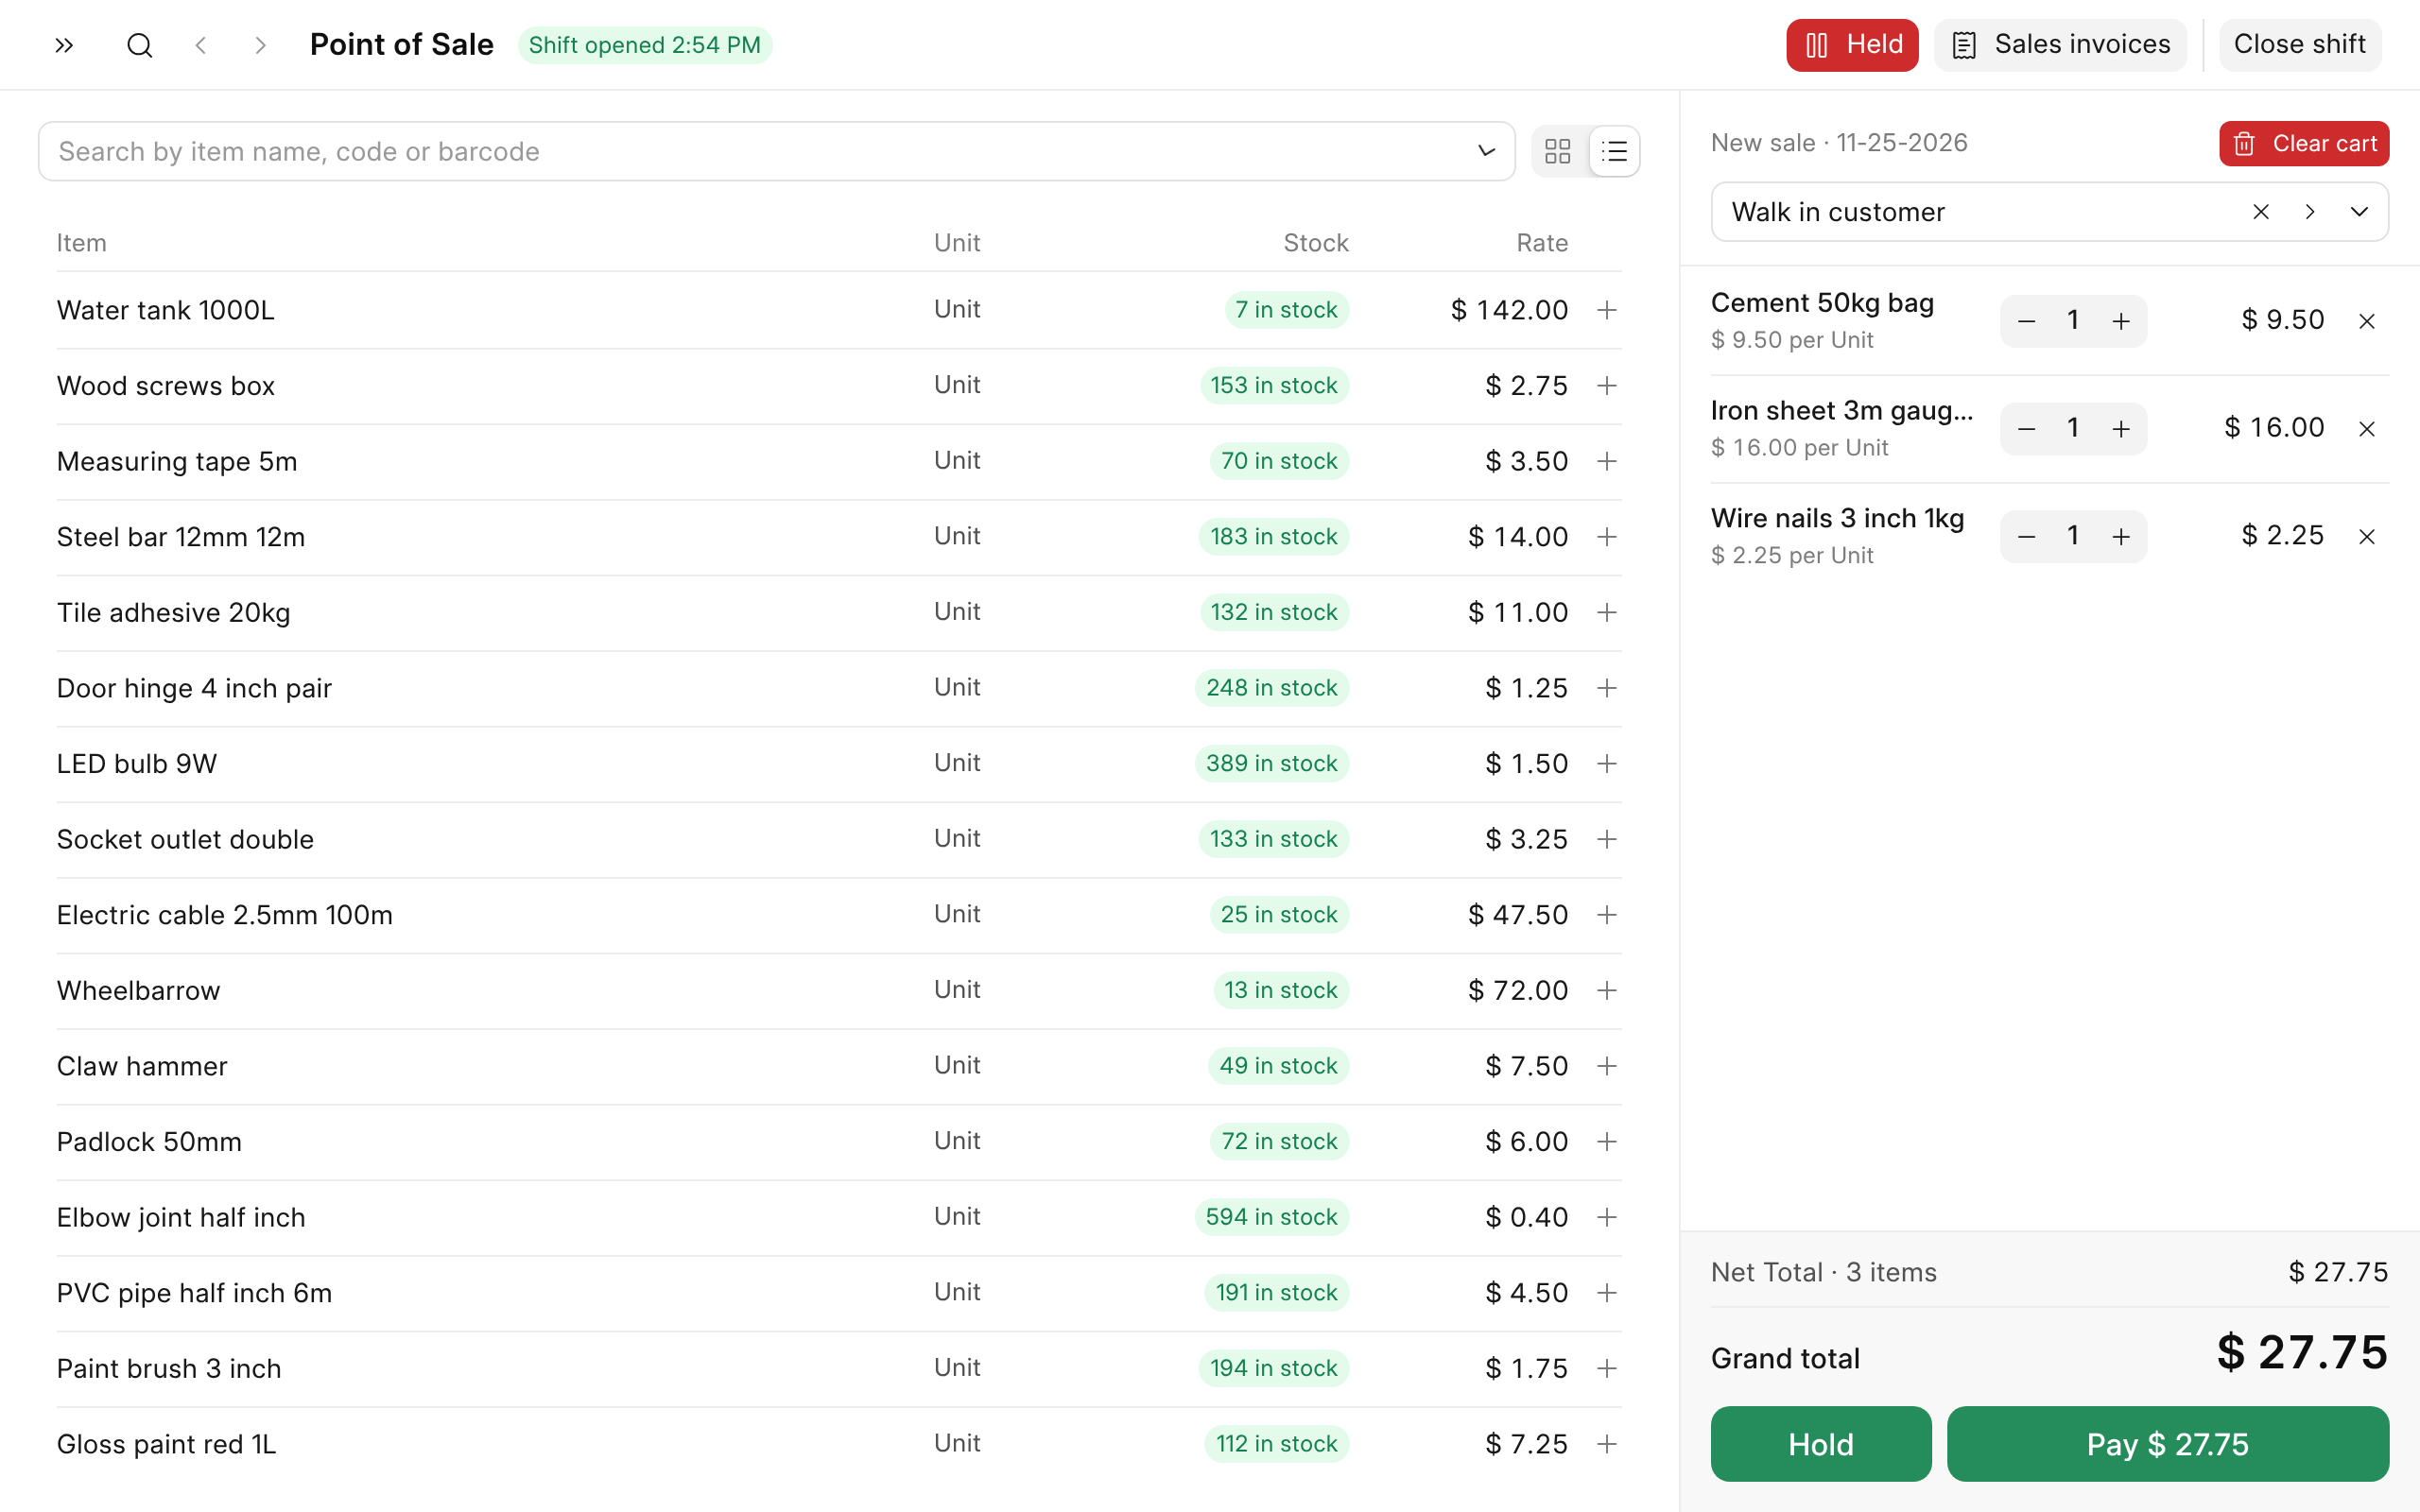 Point of Sale
Shift opened 2:54 PM
Held
Sales invoices
Close shift
Search by item name, code or barcode
Item Unit Stock Rate
Water tank 1000L Unit 7 in stock $ 142.00
Wood screws box Unit 153 in stock $ 2.75
Measuring tape 5m Unit 70 in stock $ 3.50
Steel bar 12mm 12m Unit 183 in stock $ 14.00
Tile adhesive 20kg Unit 132 in stock $ 11.00
Door hinge 4 inch pair Unit 248 in stock $ 1.25
LED bulb 9W Unit 389 in stock $ 1.50
Socket outlet double Unit 133 in stock $ 3.25
Electric cable 2.5mm 100m Unit 25 in stock $ 47.50
Wheelbarrow Unit 13 in stock $ 72.00
Claw hammer Unit 49 in stock $ 7.50
Padlock 50mm Unit 72 in stock $ 6.00
Elbow joint half inch Unit 594 in stock $ 0.40
PVC pipe half inch 6m Unit 191 in stock $ 4.50
Paint brush 3 inch Unit 194 in stock $ 1.75
Gloss paint red 1L Unit 112 in stock $ 7.25
New sale · 11-25-2026
Clear cart
Walk in customer
Cement 50kg bag 1 $ 9.50
$ 9.50 per Unit
Iron sheet 3m gaug... 1 $ 16.00
$ 16.00 per Unit
Wire nails 3 inch 1kg 1 $ 2.25
$ 2.25 per Unit
Net Total · 3 items $ 27.75
Grand total $ 27.75
Hold
Pay $ 27.75